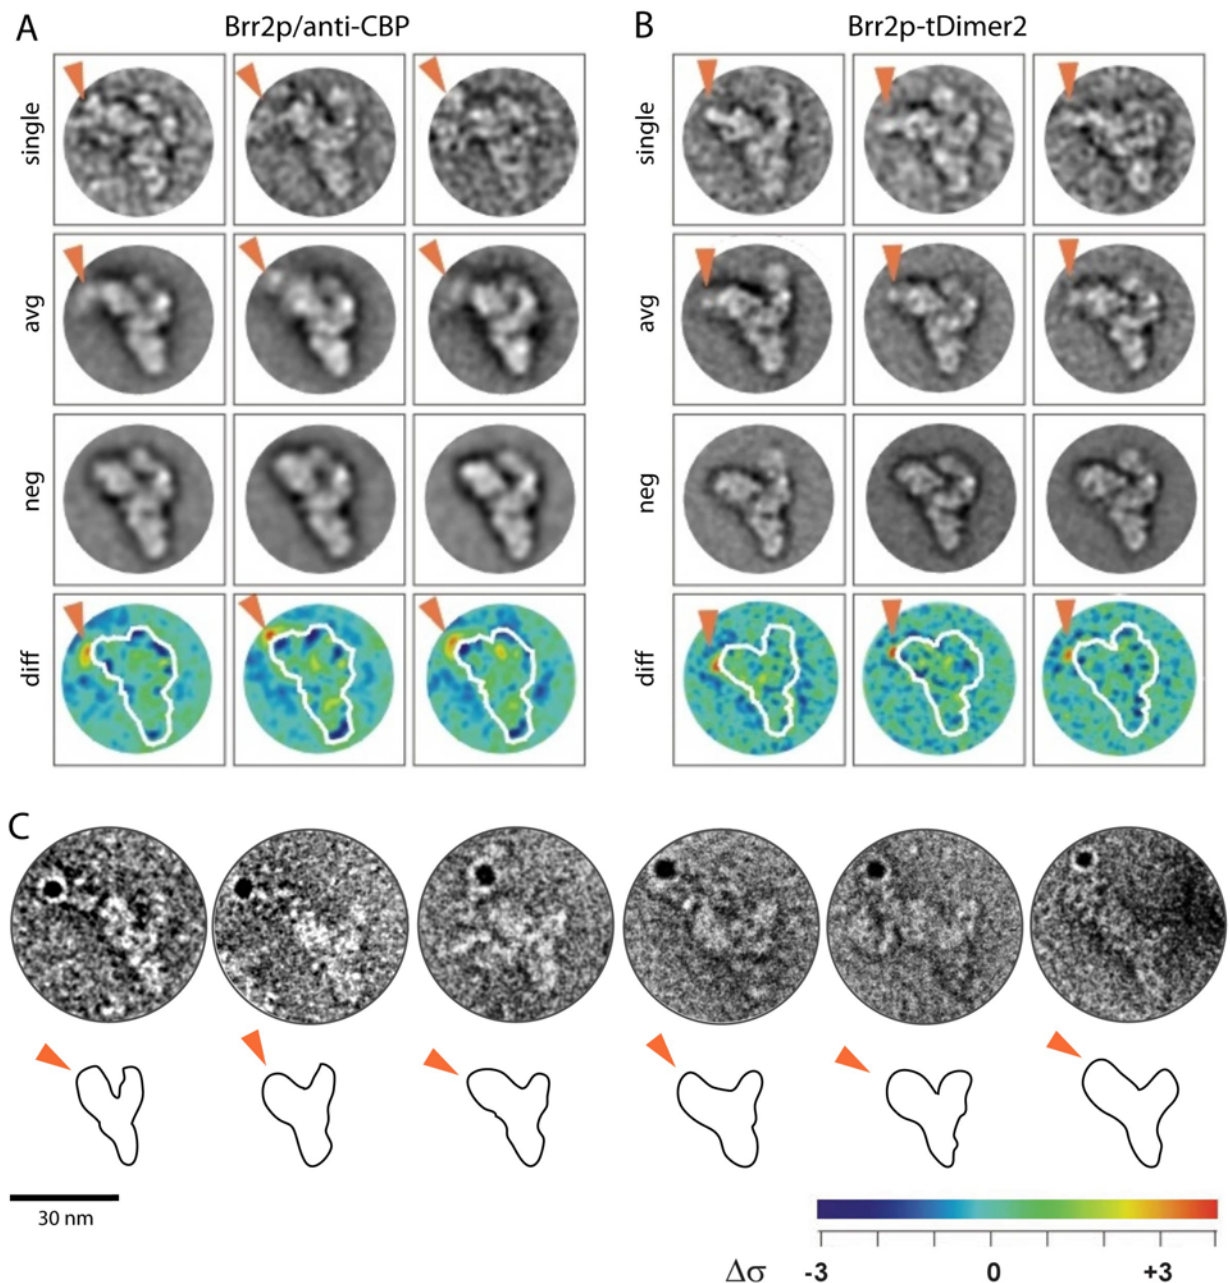 A Brr2p/anti-CBP
B Brr2p-tDimer2
single
avg
neg
diff
single
avg
neg
diff
C
30 nm
Δσ -3 0 +3